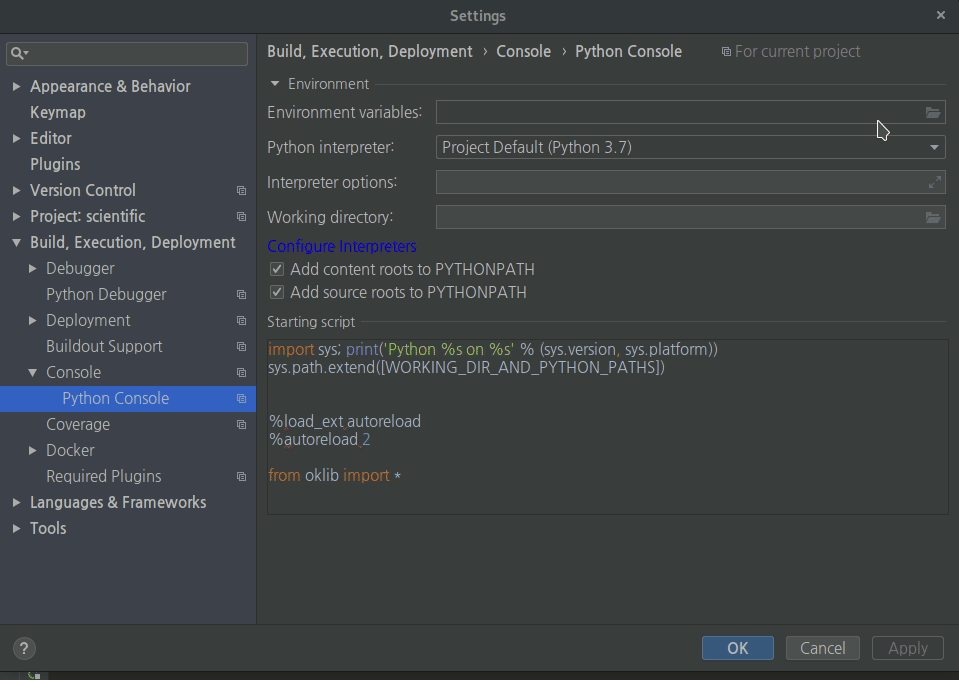 Settings
Build, Execution, Deployment › Console › Python Console For current project
Appearance & Behavior
Keymap
Editor
Plugins
Version Control
Project: scientific
Build, Execution, Deployment
Debugger
Python Debugger
Deployment
Buildout Support
Console
Python Console
Coverage
Docker
Required Plugins
Languages & Frameworks
Tools
Environment
Environment variables:
Python interpreter: Project Default (Python 3.7)
Interpreter options:
Working directory:
Configure Interpreters
Add content roots to PYTHONPATH
Add source roots to PYTHONPATH
Starting script
import sys; print('Python %s on %s' % (sys.version, sys.platform))
sys.path.extend([WORKING_DIR_AND_PYTHON_PATHS])
%load_ext autoreload
%autoreload 2
from oklib import *
?
OK Cancel Apply